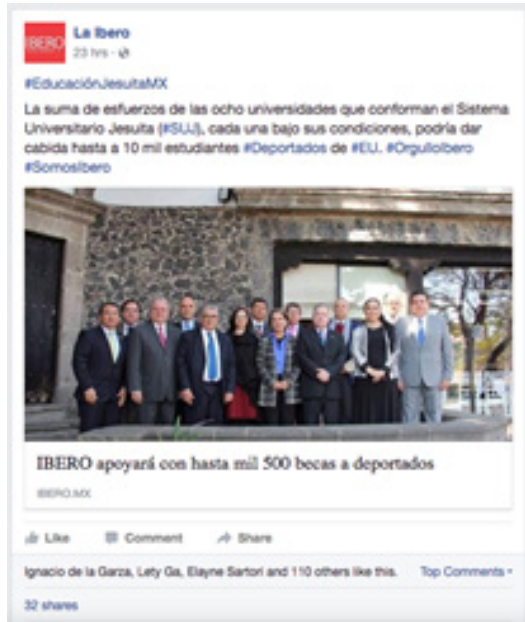 IBERO
La Ibero
23 hrs ·
#EducaciónJesuitaMX
La suma de esfuerzos de las ocho universidades que conforman el Sistema
Universitario Jesuita (#SUJ), cada una bajo sus condiciones, podría dar
cabida hasta a 10 mil estudiantes #Deportados de #EU. #OrgulloIbero
#SomosIbero
IBERO apoyará con hasta mil 500 becas a deportados
IBERO.MX
Like Comment Share
Ignacio de la Garza, Lety Ga, Elayne Sartori and 110 others like this. Top Comments
32 shares